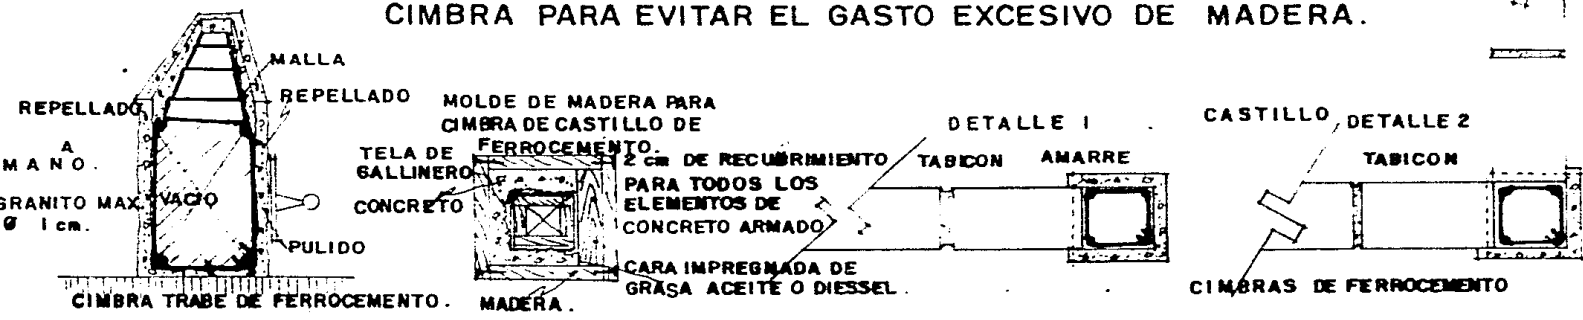 CIMBRA PARA EVITAR EL GASTO EXCESIVO DE MADERA.
MALLA
REPELLADO
REPELLADO
A
MANO.
GRANITO MAX.
Ø 1 cm.
VACIO
PULIDO
CIMBRA TRABE DE FERROCEMENTO.
MOLDE DE MADERA PARA
CIMBRA DE CASTILLO DE
FERROCEMENTO.
TELA DE
GALLINERO
CONCRETO
2 cm DE RECUBRIMIENTO
PARA TODOS LOS
ELEMENTOS DE
CONCRETO ARMADO
CARA IMPREGNADA DE
GRASA ACEITE O DIESSEL.
MADERA.
DETALLE 1
TABICON
AMARRE
CASTILLO
DETALLE 2
TABICON
CIMBRAS DE FERROCEMENTO